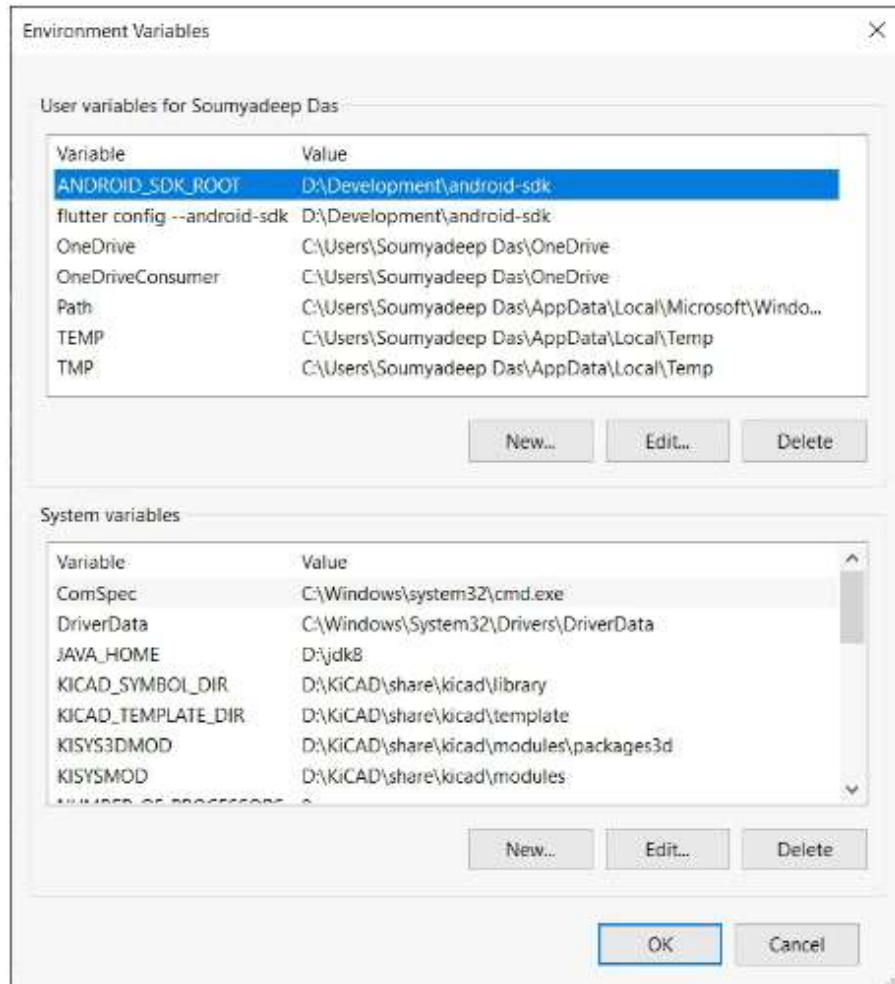 Environment Variables
User variables for Soumyadeep Das
Variable Value
ANDROID_SDK_ROOT D:\Development\android-sdk
flutter config --android-sdk D:\Development\android-sdk
OneDrive C:\Users\Soumyadeep Das\OneDrive
OneDriveConsumer C:\Users\Soumyadeep Das\OneDrive
Path C:\Users\Soumyadeep Das\AppData\Local\Microsoft\Windo...
TEMP C:\Users\Soumyadeep Das\AppData\Local\Temp
TMP C:\Users\Soumyadeep Das\AppData\Local\Temp
New... Edit... Delete
System variables
Variable Value
ComSpec C:\Windows\system32\cmd.exe
DriverData C:\Windows\System32\Drivers\DriverData
JAVA_HOME D:\jdk8
KICAD_SYMBOL_DIR D:\KiCAD\share\kicad\library
KICAD_TEMPLATE_DIR D:\KiCAD\share\kicad\template
KISYS3DMOD D:\KiCAD\share\kicad\modules\packages3d
KISYSMOD D:\KiCAD\share\kicad\modules
NUMBER_OF_PROCESSORS
New... Edit... Delete
OK Cancel